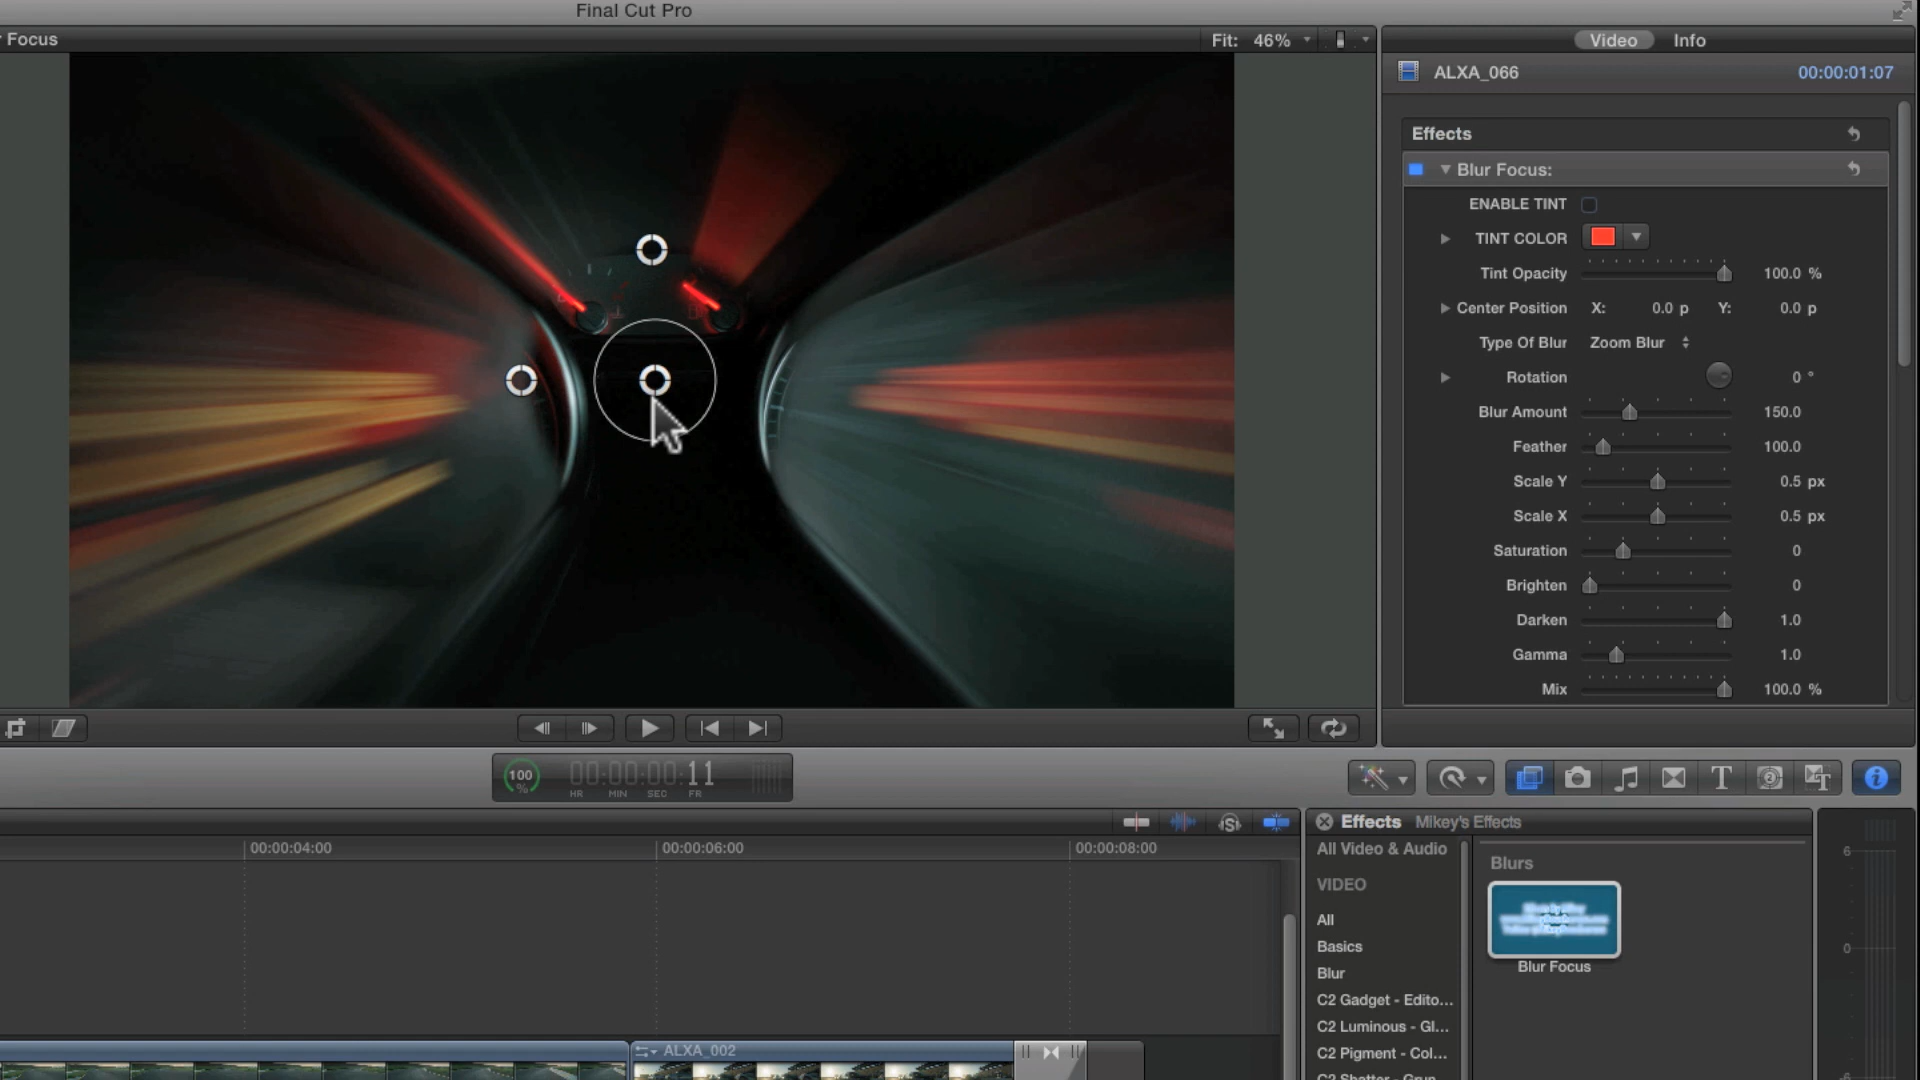 Final Cut Pro
Focus
Fit: 46%
Video Info
ALXA_066 00:00:01:07
Effects
Blur Focus:
ENABLE TINT
TINT COLOR
Tint Opacity 100.0 %
Center Position X: 0.0 p Y: 0.0 p
Type Of Blur Zoom Blur
Rotation 0 °
Blur Amount 150.0
Feather 100.0
Scale Y 0.5 px
Scale X 0.5 px
Saturation 0
Brighten 0
Darken 1.0
Gamma 1.0
Mix 100.0 %
100 % 00:00:00:11
HR MIN SEC FR
Effects Mikey's Effects
00:00:04:00 00:00:06:00 00:00:08:00
All Video & Audio
VIDEO
All
Basics
Blur
C2 Gadget - Edito...
C2 Luminous - Gl...
C2 Pigment - Col...
Blurs
Blur Focus
6
0
-6
ALXA_002